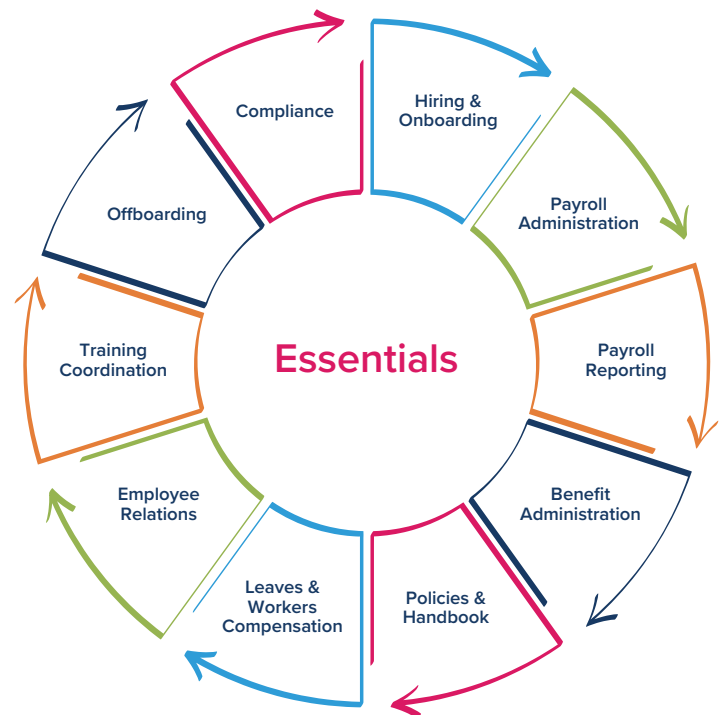 Compliance
Hiring &
Onboarding
Payroll
Administration
Payroll
Reporting
Benefit
Administration
Policies &
Handbook
Leaves &
Workers
Compensation
Employee
Relations
Training
Coordination
Offboarding
Essentials